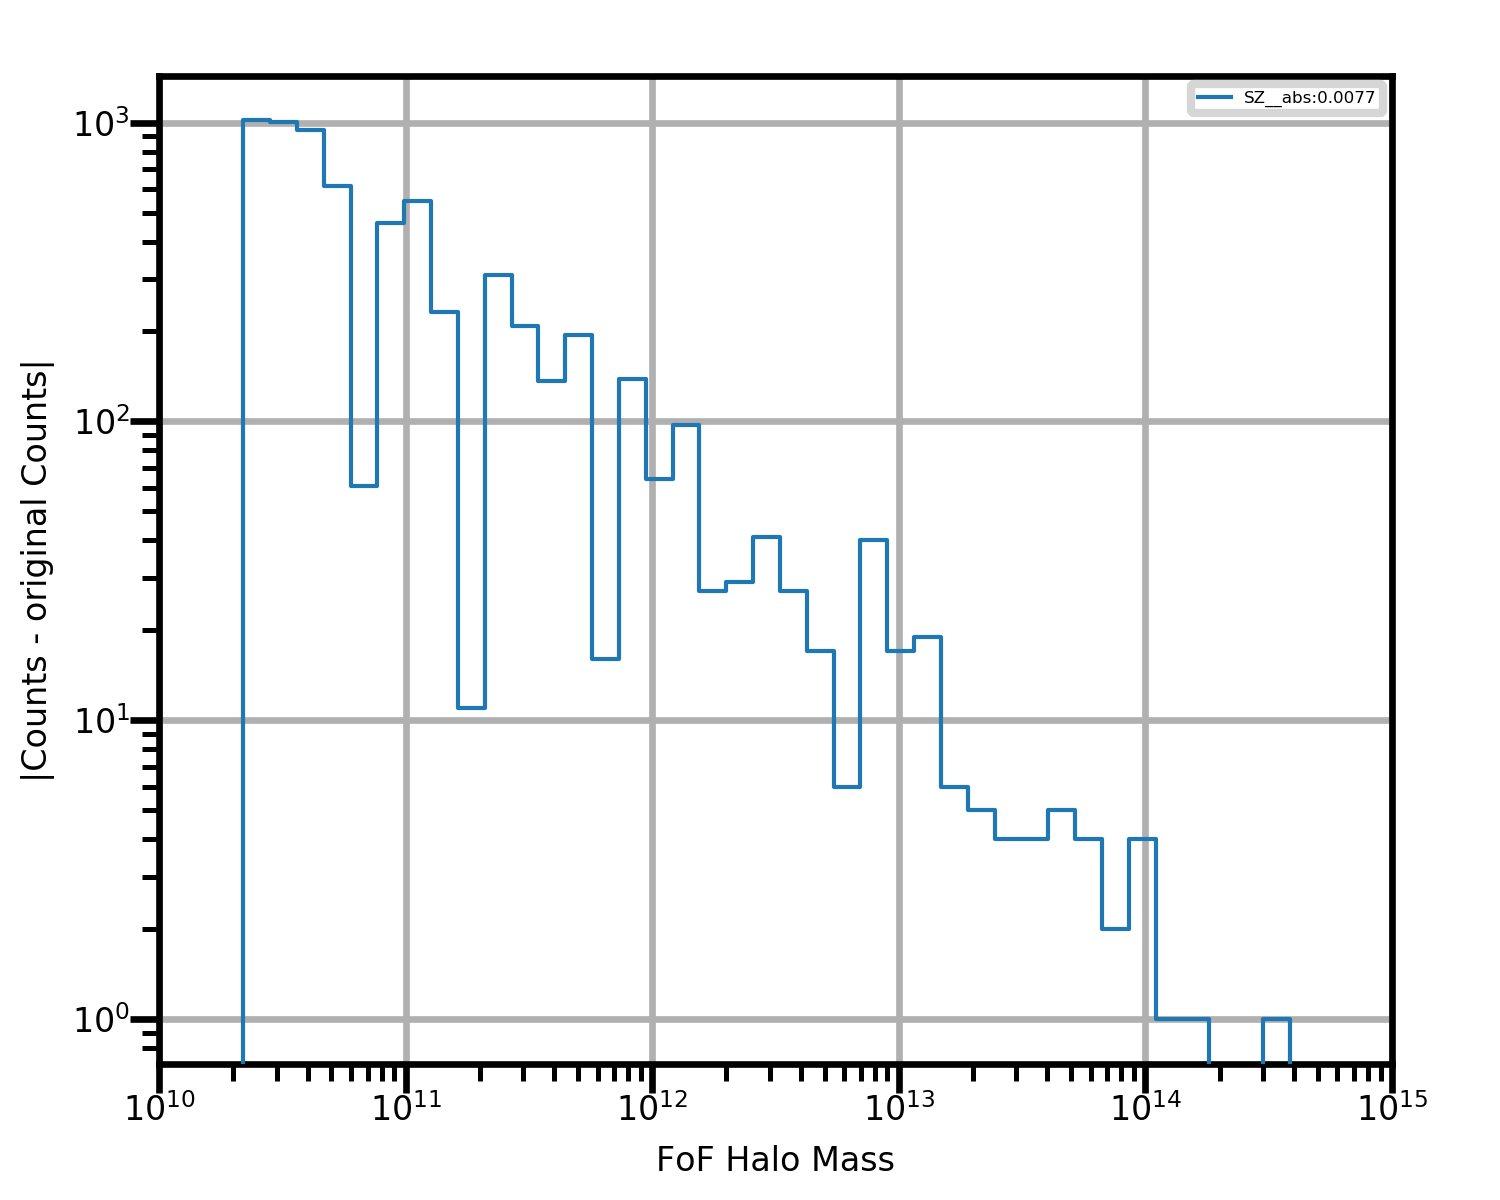 SZ__abs:0.0077
10³
10²
10¹
10⁰
|Counts - original Counts|
10¹⁰ 10¹¹ 10¹² 10¹³ 10¹⁴ 10¹⁵
FoF Halo Mass